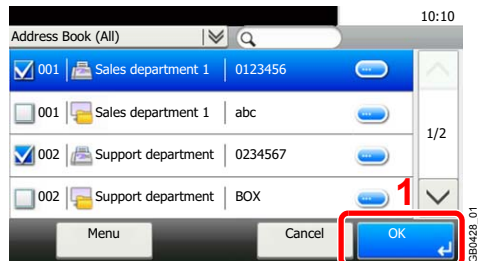 10:10
Address Book (All)
001 Sales department 1 0123456
001 Sales department 1 abc
1/2
002 Support department 0234567
002 Support department BOX
1
Menu Cancel OK
GB0428_01